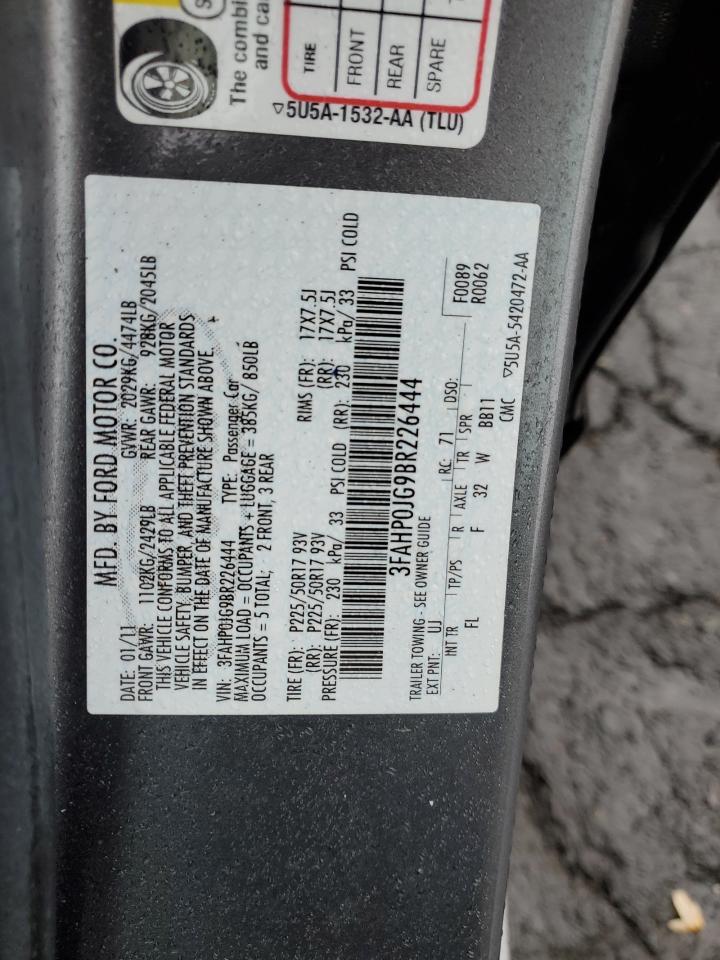 The combi
and ca
TIRE
FRONT
REAR
SPARE
5U5A-1532-AA (TLU)
MFD. BY FORD MOTOR CO.
DATE: 01/11 GVWR: 2029KG/4474LB
FRONT GAWR: 1102KG/2429LB REAR GAWR: 928KG/2045LB
THIS VEHICLE CONFORMS TO ALL APPLICABLE FEDERAL MOTOR
VEHICLE SAFETY, BUMPER, AND THEFT PREVENTION STANDARDS
IN EFFECT ON THE DATE OF MANUFACTURE SHOWN ABOVE.
VIN: 3FAHP0JG9BR226444 TYPE: Passenger Car
MAXIMUM LOAD = OCCUPANTS + LUGGAGE = 385KG/ 850LB
OCCUPANTS = 5 TOTAL: 2 FRONT, 3 REAR
TIRE (FR): P225/50R17 93V RIMS (FR): 17X7.5J
(RR): P225/50R17 93V (RR): 17X7.5J
PRESSURE (FR): 230 kPa/ 33 PSI COLD (RR): 230 kPa/ 33 PSI COLD
3FAHP0JG9BR226444
TRAILER TOWING - SEE OWNER GUIDE F0089
EXT PNT: UJ RC: 71 DSO: R0062
INT TR TP/PS R AXLE TR SPR
FL F 32 W BB11
CMC 5U5A-5420472-AA